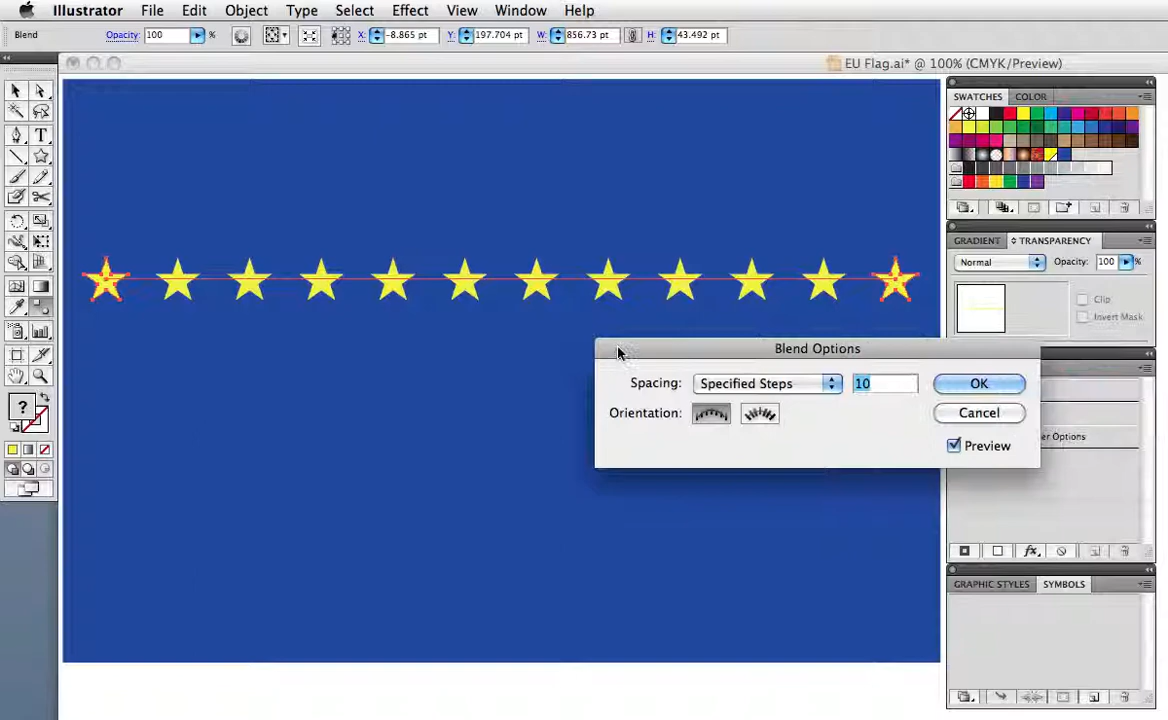 Illustrator File Edit Object Type Select Effect View Window Help
Blend Opacity: 100 % X: -8.865 pt Y: 197.704 pt W: 856.73 pt H: 43.492 pt
EU Flag.ai* @ 100% (CMYK/Preview)
SWATCHES COLOR
GRADIENT TRANSPARENCY
Normal Opacity: 100 %
Clip
Invert Mask
Blend Options
Spacing: Specified Steps 10 OK
Orientation: Cancel
Preview
er Options
fx
GRAPHIC STYLES SYMBOLS
T
?